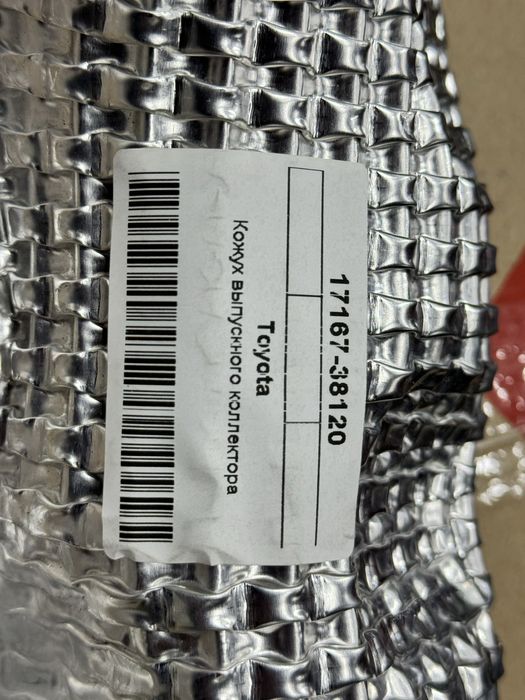 17167-38120
Toyota
Кожух выпускного коллектора